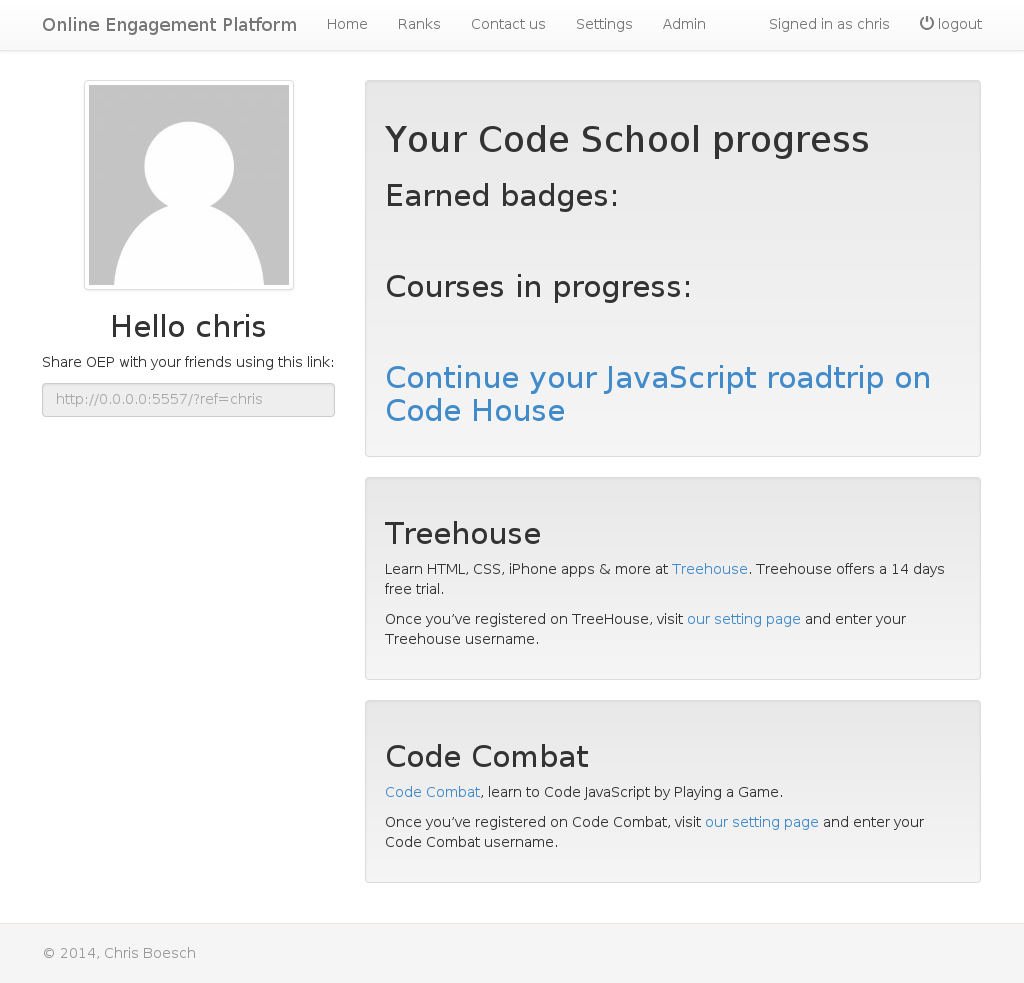 Online Engagement Platform Home Ranks Contact us Settings Admin Signed in as chris logout
Hello chris
Share OEP with your friends using this link:
http://0.0.0.0:5557/?ref=chris
Your Code School progress
Earned badges:
Courses in progress:
Continue your JavaScript roadtrip on
Code House
Treehouse
Learn HTML, CSS, iPhone apps & more at Treehouse. Treehouse offers a 14 days
free trial.
Once you’ve registered on TreeHouse, visit our setting page and enter your
Treehouse username.
Code Combat
Code Combat, learn to Code JavaScript by Playing a Game.
Once you’ve registered on Code Combat, visit our setting page and enter your
Code Combat username.
© 2014, Chris Boesch